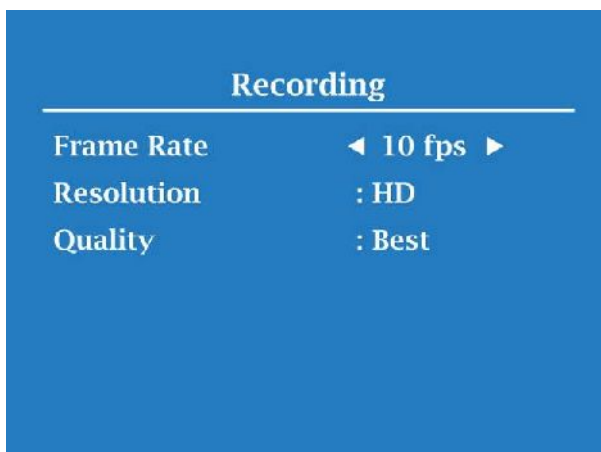 Recording
Frame Rate ◄ 10 fps ►
Resolution : HD
Quality : Best